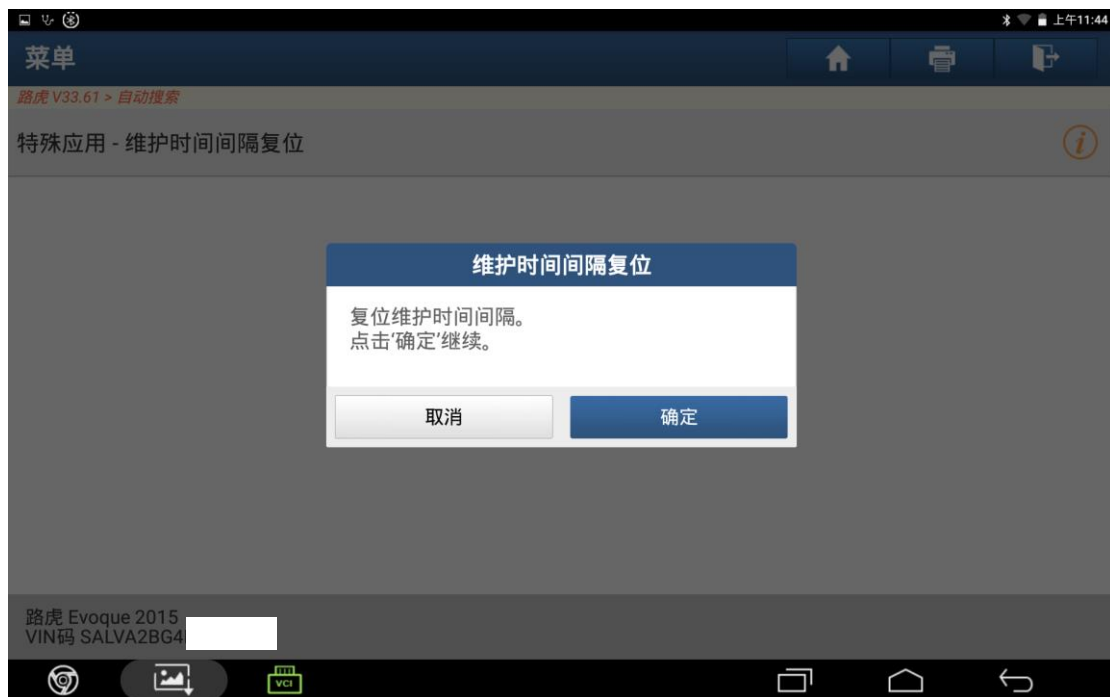 上午11:44
菜单
路虎 V33.61 > 自动搜索
特殊应用 - 维护时间间隔复位
维护时间间隔复位
复位维护时间间隔。
点击'确定'继续。
取消
确定
路虎 Evoque 2015
VIN码 SALVA2BG4
VCI